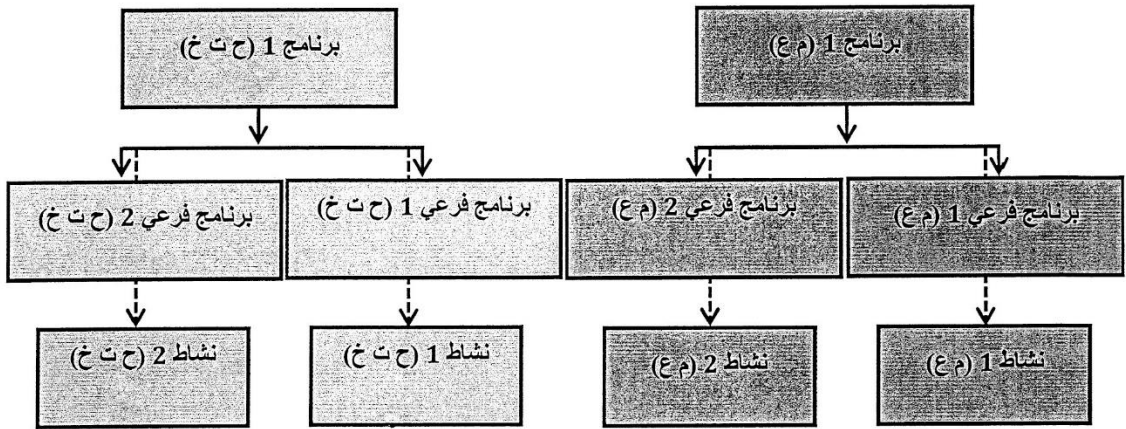 برنامج 1 (م ع)
برنامج 1 (ح ت خ)
برنامج فرعي 1 (م ع)
برنامج فرعي 2 (م ع)
برنامج فرعي 1 (ح ت خ)
برنامج فرعي 2 (ح ت خ)
نشاط 1 (م ع)
نشاط 2 (م ع)
نشاط 1 (ح ت خ)
نشاط 2 (ح ت خ)